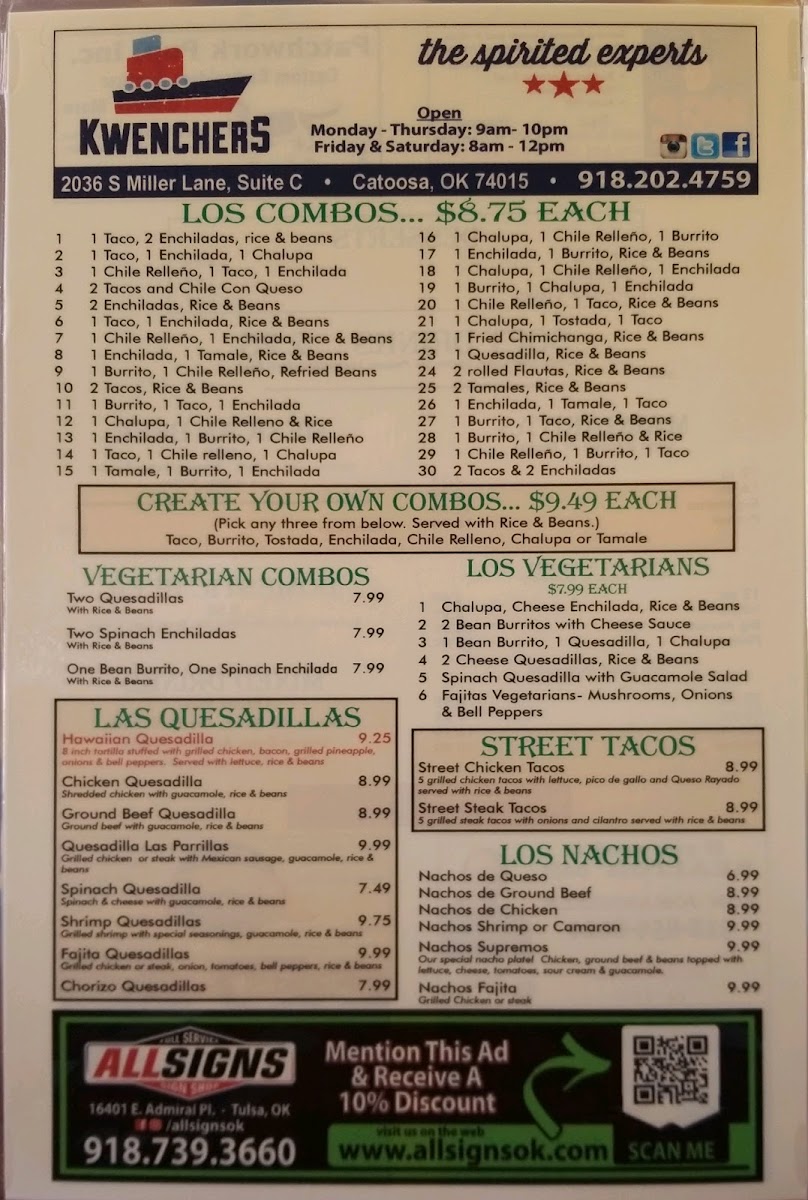 KWENCHERS
the spirited experts
Open
Monday - Thursday: 9am- 10pm
Friday & Saturday: 8am - 12pm
2036 S Miller Lane, Suite C • Catoosa, OK 74015 • 918.202.4759
LOS COMBOS... $8.75 EACH
1 1 Taco, 2 Enchiladas, rice & beans
2 1 Taco, 1 Enchilada, 1 Chalupa
3 1 Chile Relleño, 1 Taco, 1 Enchilada
4 2 Tacos and Chile Con Queso
5 2 Enchiladas, Rice & Beans
6 1 Taco, 1 Enchilada, Rice & Beans
7 1 Chile Relleño, 1 Enchilada, Rice & Beans
8 1 Enchilada, 1 Tamale, Rice & Beans
9 1 Burrito, 1 Chile Relleño, Refried Beans
10 2 Tacos, Rice & Beans
11 1 Burrito, 1 Taco, 1 Enchilada
12 1 Chalupa, 1 Chile Relleno & Rice
13 1 Enchilada, 1 Burrito, 1 Chile Relleño
14 1 Taco, 1 Chile relleno, 1 Chalupa
15 1 Tamale, 1 Burrito, 1 Enchilada
16 1 Chalupa, 1 Chile Relleño, 1 Burrito
17 1 Enchilada, 1 Burrito, Rice & Beans
18 1 Chalupa, 1 Chile Relleño, 1 Enchilada
19 1 Burrito, 1 Chalupa, 1 Enchilada
20 1 Chile Relleño, 1 Taco, Rice & Beans
21 1 Chalupa, 1 Tostada, 1 Taco
22 1 Fried Chimichanga, Rice & Beans
23 1 Quesadilla, Rice & Beans
24 2 rolled Flautas, Rice & Beans
25 2 Tamales, Rice & Beans
26 1 Enchilada, 1 Tamale, 1 Taco
27 1 Burrito, 1 Taco, Rice & Beans
28 1 Burrito, 1 Chile Relleño & Rice
29 1 Chile Relleño, 1 Burrito, 1 Taco
30 2 Tacos & 2 Enchiladas
CREATE YOUR OWN COMBOS... $9.49 EACH
(Pick any three from below. Served with Rice & Beans.)
Taco, Burrito, Tostada, Enchilada, Chile Relleno, Chalupa or Tamale
VEGETARIAN COMBOS
Two Quesadillas 7.99
With Rice & Beans
Two Spinach Enchiladas 7.99
With Rice & Beans
One Bean Burrito, One Spinach Enchilada 7.99
With Rice & Beans
LAS QUESADILLAS
Hawaiian Quesadilla 9.25
8 inch tortilla stuffed with grilled chicken, bacon, grilled pineapple,
onions & bell peppers. Served with lettuce, rice & beans
Chicken Quesadilla 8.99
Shredded chicken with guacamole, rice & beans
Ground Beef Quesadilla 8.99
Ground beef with guacamole, rice & beans
Quesadilla Las Parrillas 9.99
Grilled chicken or steak with Mexican sausage, guacamole, rice &
beans
Spinach Quesadilla 7.49
Spinach & cheese with guacamole, rice & beans
Shrimp Quesadillas 9.75
Grilled shrimp with special seasonings, guacamole, rice & beans
Fajita Quesadillas 9.99
Grilled chicken or steak, onion, tomatoes, bell peppers, rice & beans
Chorizo Quesadillas 7.99
LOS VEGETARIANS
$7.99 EACH
1 Chalupa, Cheese Enchilada, Rice & Beans
2 2 Bean Burritos with Cheese Sauce
3 1 Bean Burrito, 1 Quesadilla, 1 Chalupa
4 2 Cheese Quesadillas, Rice & Beans
5 Spinach Quesadilla with Guacamole Salad
6 Fajitas Vegetarians- Mushrooms, Onions
& Bell Peppers
STREET TACOS
Street Chicken Tacos 8.99
5 grilled chicken tacos with lettuce, pico de gallo and Queso Rayado
served with rice & beans
Street Steak Tacos 8.99
5 grilled steak tacos with onions and cilantro served with rice & beans
LOS NACHOS
Nachos de Queso 6.99
Nachos de Ground Beef 8.99
Nachos de Chicken 8.99
Nachos Shrimp or Camaron 9.99
Nachos Supremos 9.99
Our special nacho plate! Chicken, ground beef & beans topped with
lettuce, cheese, tomatoes, sour cream & guacamole.
Nachos Fajita 9.99
Grilled Chicken or steak
FULL SERVICE
ALLSIGNS
SIGN SHOP
16401 E. Admiral Pl. - Tulsa, OK
/allsignsok
918.739.3660
Mention This Ad
& Receive A
10% Discount
visit us on the web
www.allsignsok.com
SCAN ME